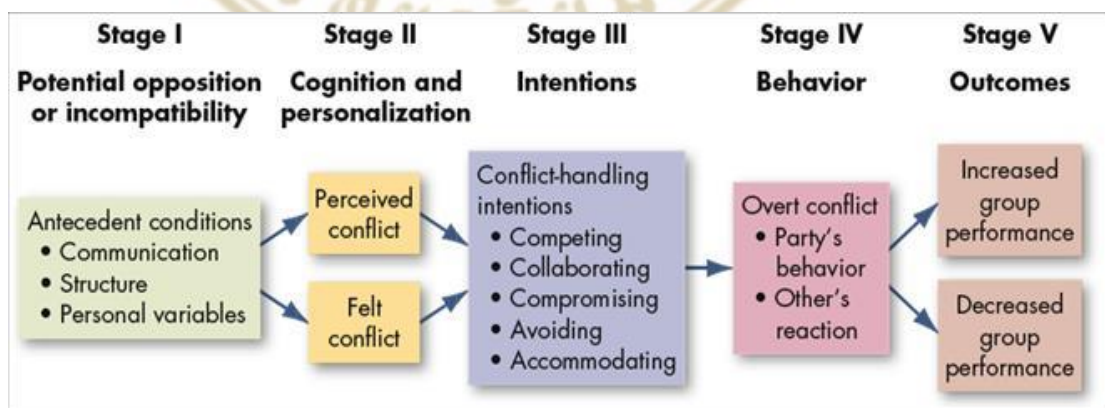 Stage I
Potential opposition
or incompatibility
Stage II
Cognition and
personalization
Stage III
Intentions
Stage IV
Behavior
Stage V
Outcomes
Antecedent conditions
• Communication
• Structure
• Personal variables
Perceived
conflict
Felt
conflict
Conflict-handling
intentions
• Competing
• Collaborating
• Compromising
• Avoiding
• Accommodating
Overt conflict
• Party's
behavior
• Other's
reaction
Increased
group
performance
Decreased
group
performance